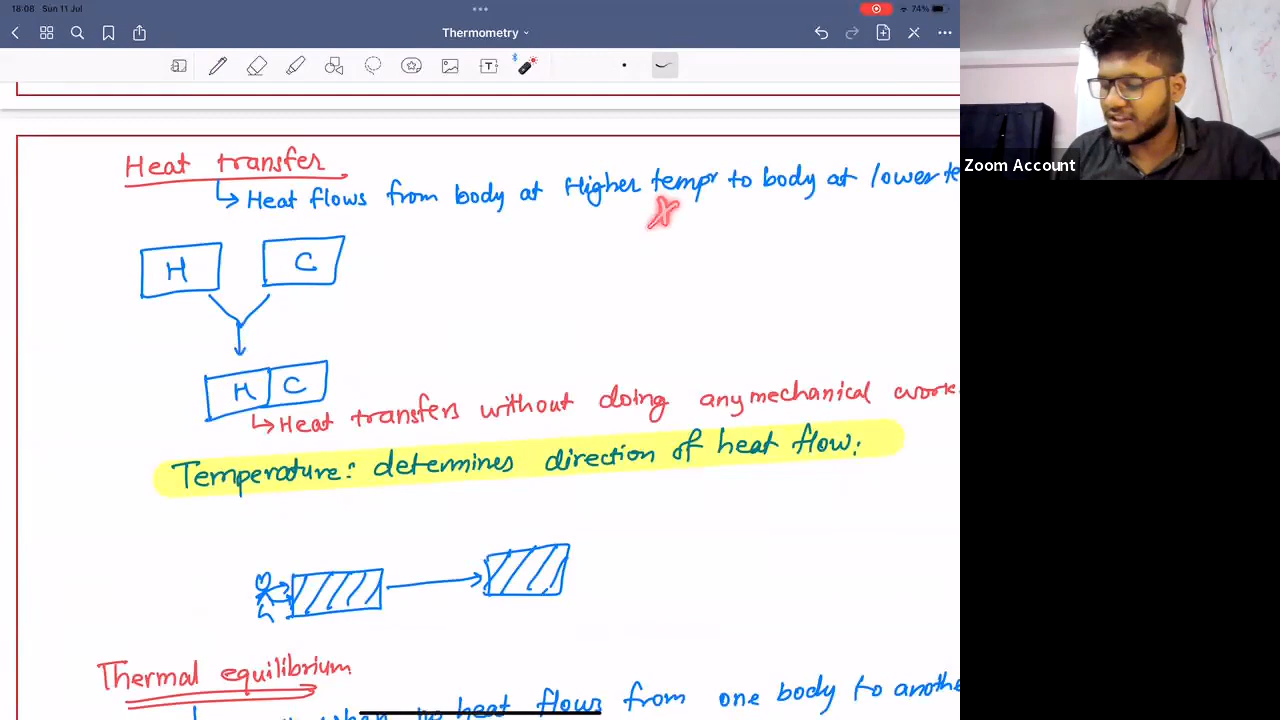 18:08 Sun 11 Jul
74%
Thermometry
T
Zoom Account
Heat transfer
Heat flows from body at Higher tempr to body at lower te
H C
H C
Heat transfers without doing any mechanical work.
Temperature: determines direction of heat flow.
Thermal equilibrium
heat flows from one body to anothe